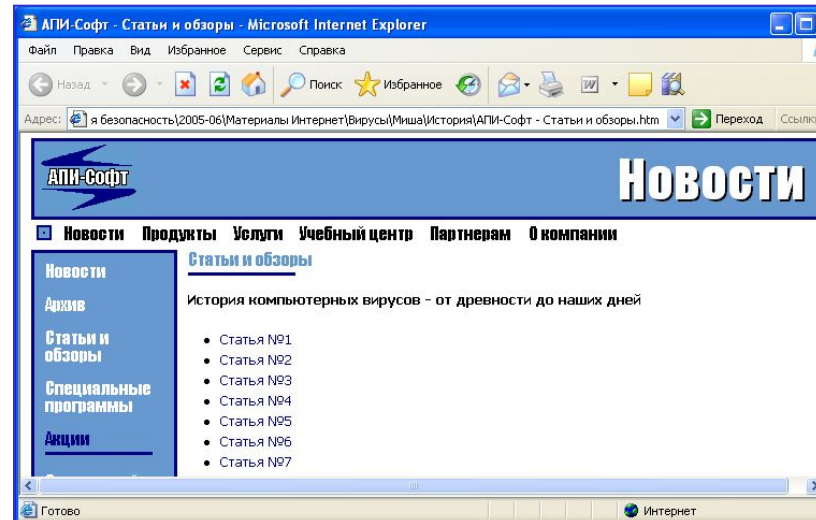 АПИ-Софт - Статьи и обзоры - Microsoft Internet Explorer
Файл Правка Вид Избранное Сервис Справка
Назад Поиск Избранное
Адрес: я безопасность\2005-06\Материалы Интернет\Вирусы\Миша\История\АПИ-Софт - Статьи и обзоры.htm Переход
АПИ-Софт
Новости
Новости Продукты Услуги Учебный центр Партнерам О компании
Новости
Архив
Статьи и
обзоры
Специальные
программы
Акции
Статьи и обзоры
История компьютерных вирусов - от древности до наших дней
Статья №1
Статья №2
Статья №3
Статья №4
Статья №5
Статья №6
Статья №7
Готово Интернет